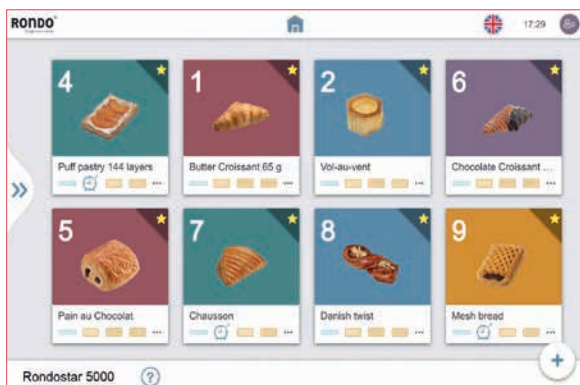 RONDO
17:29
4
1
2
6
Puff pastry 144 layers
Butter Croissant 65 g
Vol-au-vent
Chocolate Croissant ...
5
7
8
9
Pain au Chocolat
Chausson
Danish twist
Mesh bread
Rondostar 5000 ?